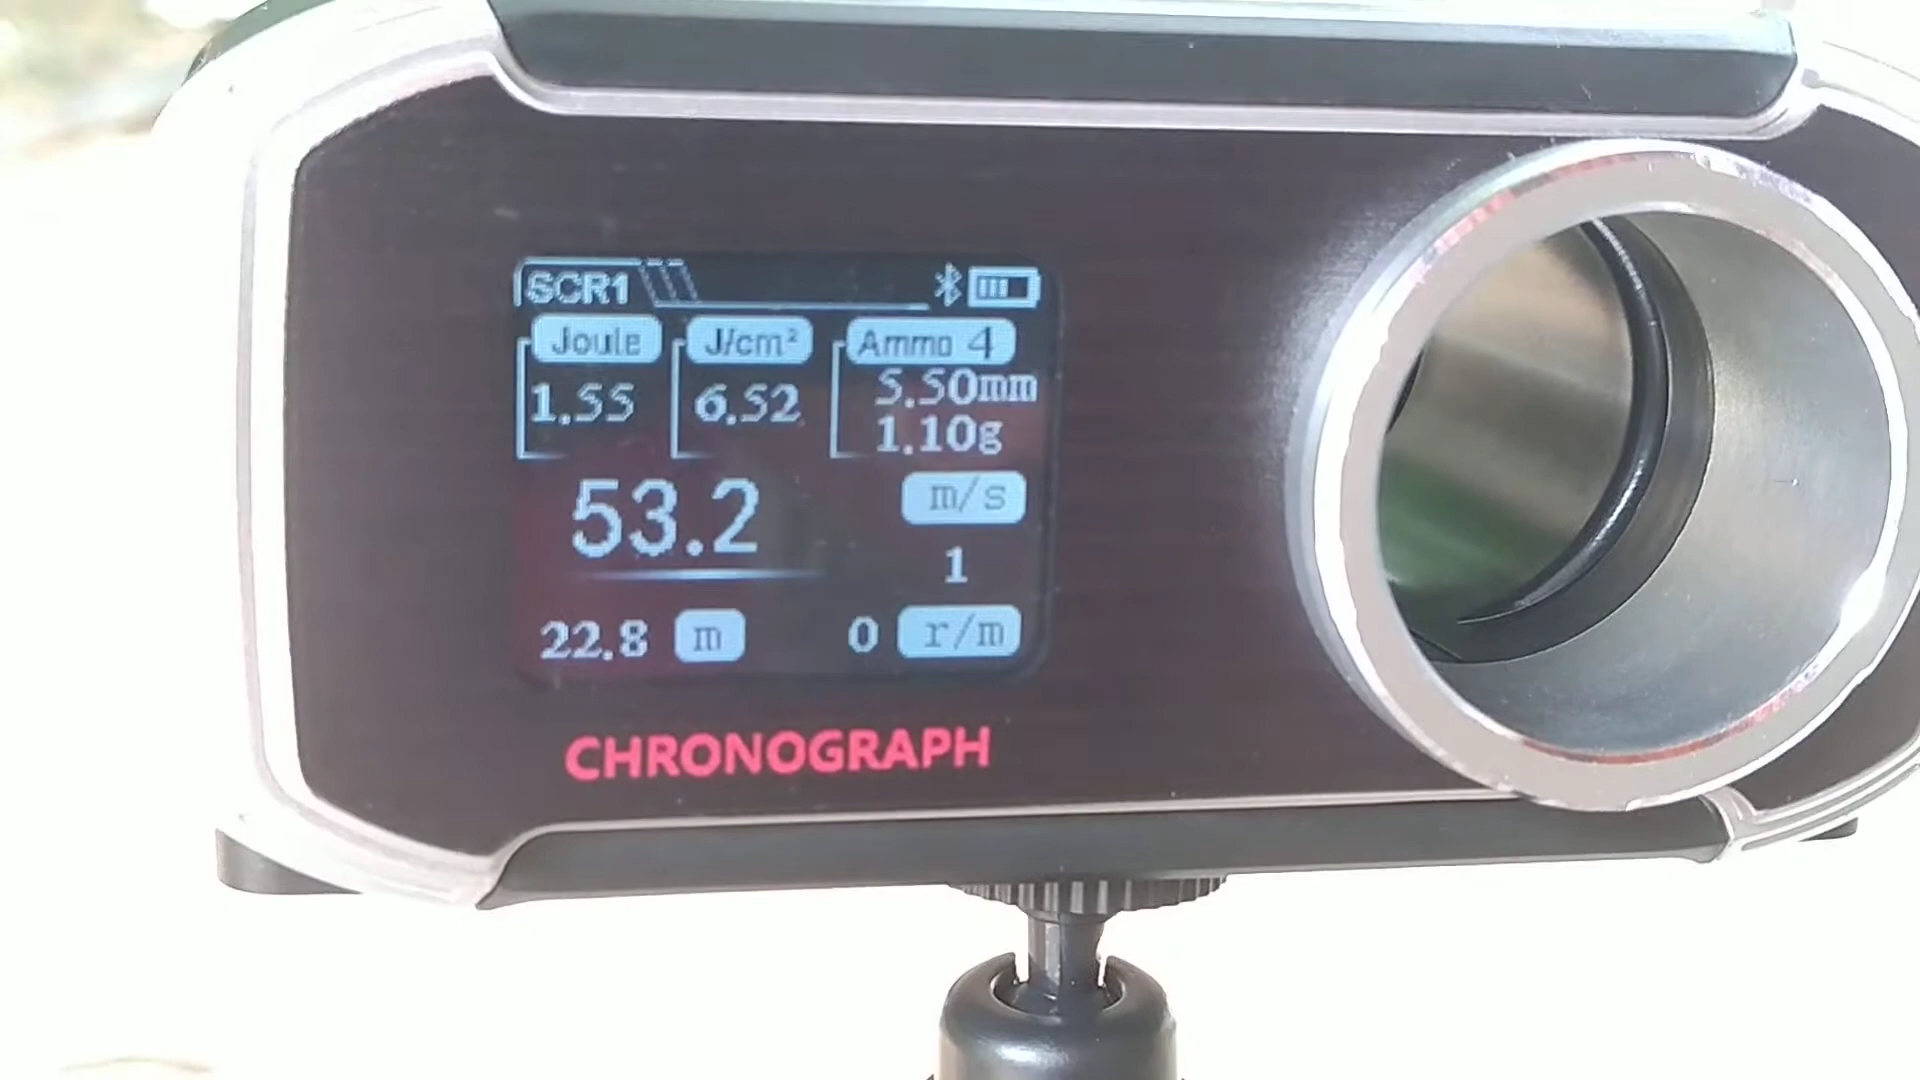 SCR1
Joule J/cm² Ammo 4
1.55 6.52 5.50mm
1.10g
53.2 m/s
1
22.8 m 0 r/m
CHRONOGRAPH